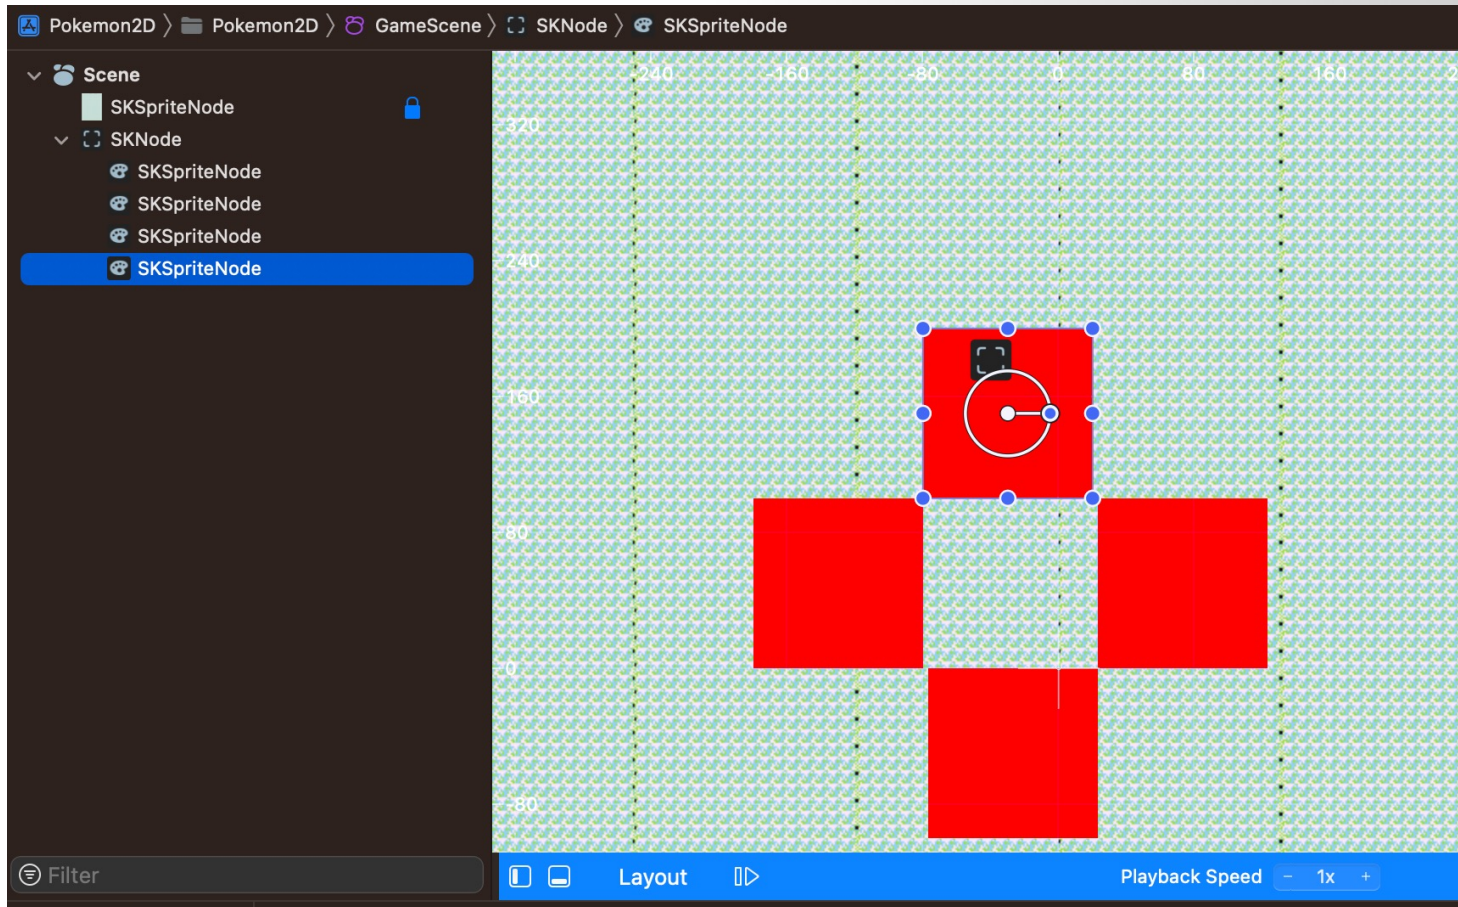 Pokemon2D 〉 Pokemon2D 〉 GameScene 〉 SKNode 〉 SKSpriteNode
Scene
SKSpriteNode
SKNode
SKSpriteNode
SKSpriteNode
SKSpriteNode
SKSpriteNode
-240 -160 -80 0 80 160 2
320
240
160
80
0
-80
Filter
Layout
Playback Speed - 1x +